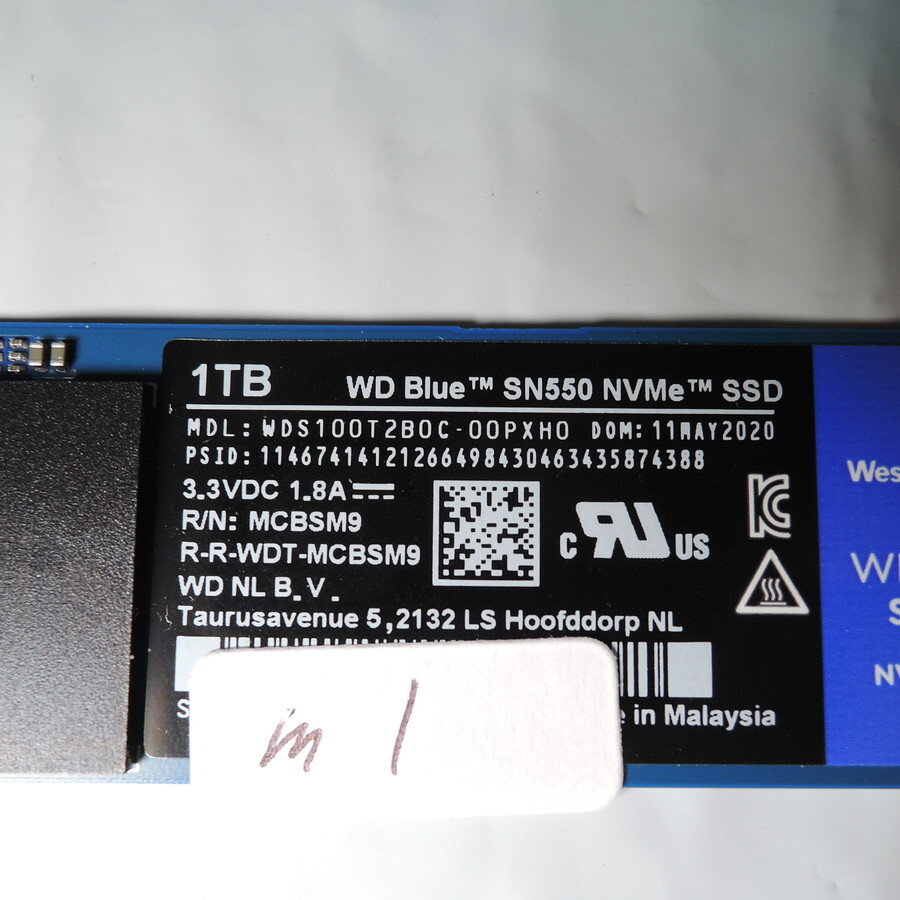 1TB WD Blue™ SN550 NVMe™ SSD
MDL: WDS100T2B0C-00PXH0 DOM: 11MAY2020
PSID: 11467414121266498430463435874388
3.3VDC 1.8A
R/N: MCBSM9
R-R-WDT-MCBSM9
WD NL B.V.
Taurusavenue 5,2132 LS Hoofddorp NL
C US
in Malaysia
m 1